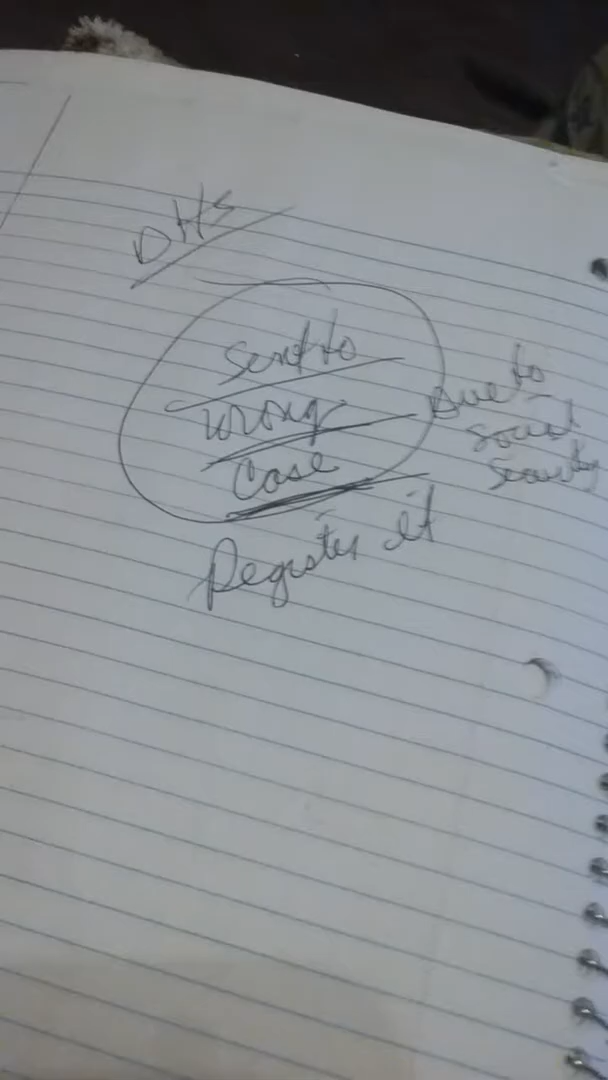 DHS
Sent to
wrong
Case
Due to
Social
Security
Register it